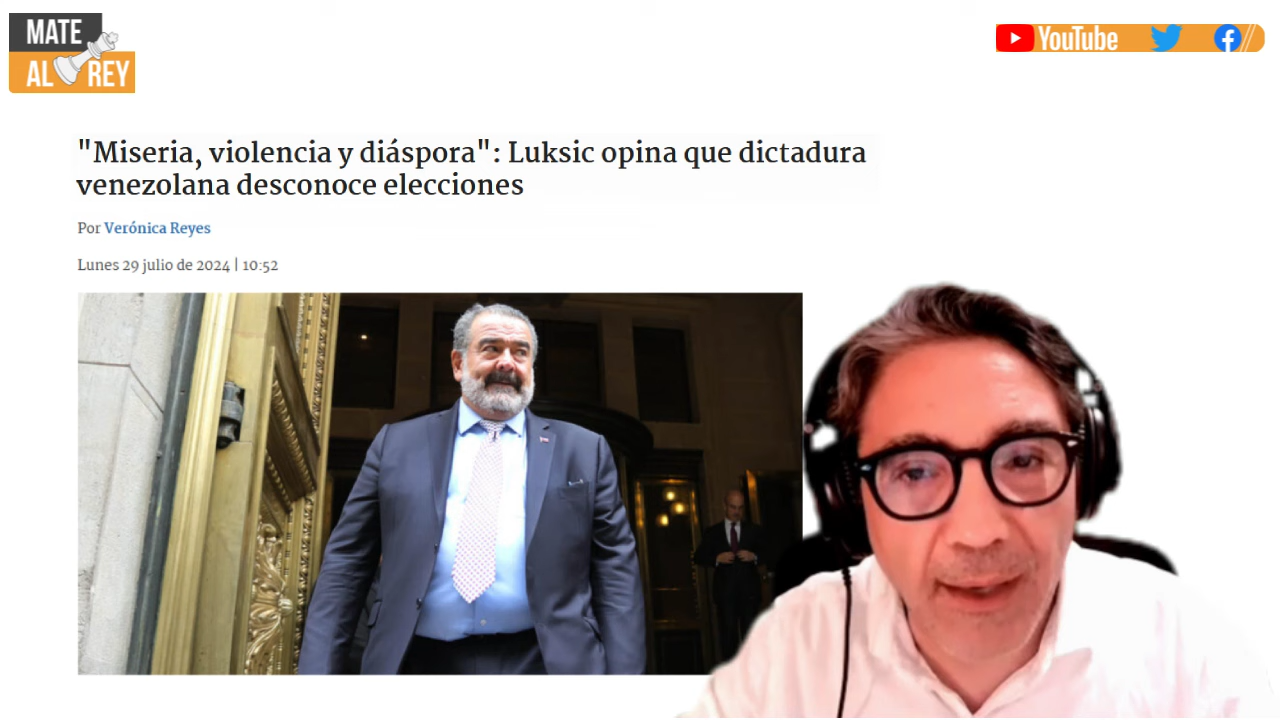 MATE
AL REY
YouTube
"Miseria, violencia y diáspora": Luksic opina que dictadura
venezolana desconoce elecciones
Por Verónica Reyes
Lunes 29 julio de 2024 | 10:52